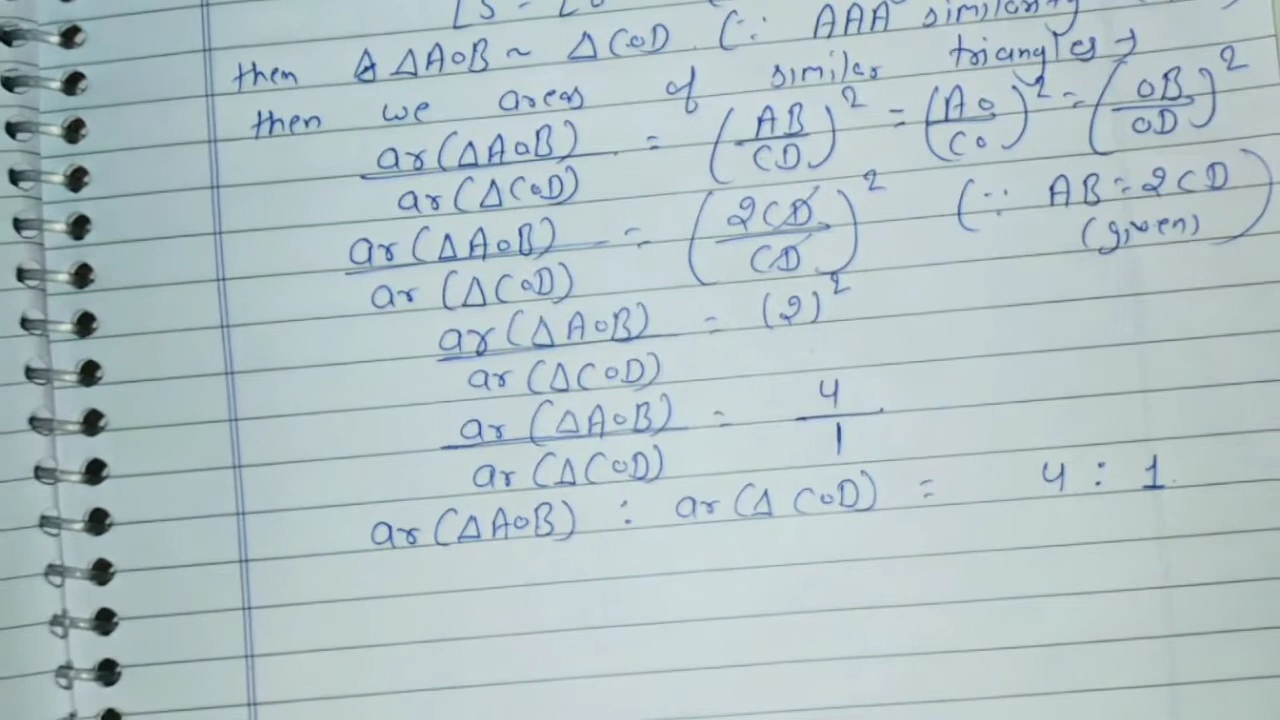 then ΔAOB ~ ΔCOD (∵ AAA similarity
then we areas of similar triangles →
ar(ΔAOB) / ar(ΔCOD) = (AB/CD)² = (AO/CO)² = (OB/OD)²
ar(ΔAOB) / ar(ΔCOD) = (2CD/CD)² (∵ AB = 2CD (given))
ar(ΔAOB) / ar(ΔCOD) = (2)²
ar(ΔAOB) / ar(ΔCOD) = 4/1
ar(ΔAOB) : ar(ΔCOD) = 4 : 1